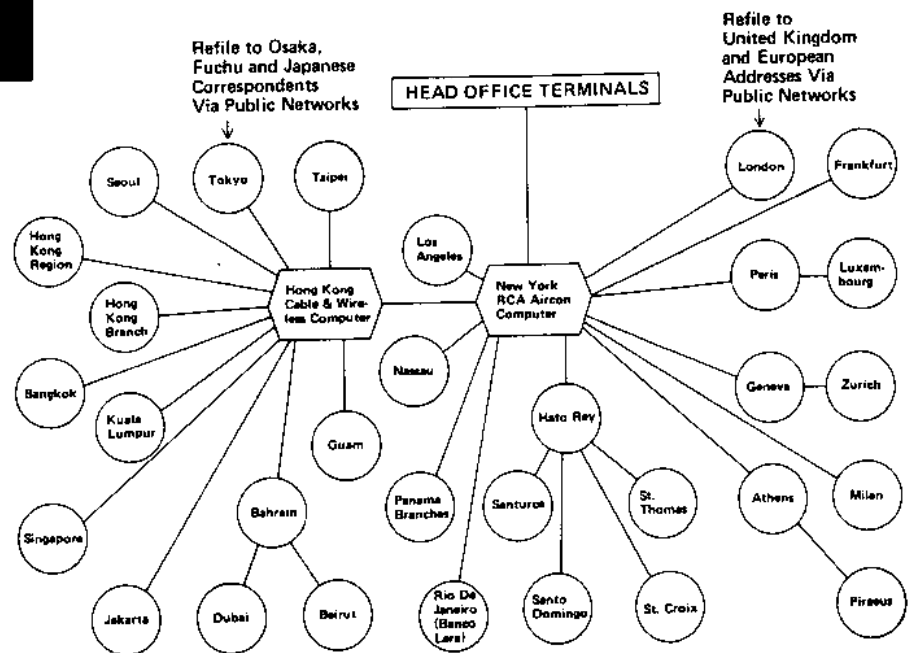 Refile to Osaka,
Fuchu and Japanese
Correspondents
Via Public Networks
Refile to
United Kingdom
and European
Addresses Via
Public Networks
HEAD OFFICE TERMINALS
Seoul
Tokyo
Taipei
London
Frankfurt
Hong
Kong
Region
Los
Angeles
Hong Kong
Cable & Wire-
less Computer
New York
RCA Aircon
Computer
Paris
Luxem-
bourg
Hong
Kong
Branch
Bangkok
Nassau
Geneva
Zurich
Kuala
Lumpur
Guam
Hato Rey
Singapore
Bahrain
Panama
Branches
Santurce
St.
Thomas
Athens
Milan
Jakarta
Dubai
Beirut
Rio De
Janeiro
(Banco
Lara)
Santo
Domingo
St. Croix
Piraeus